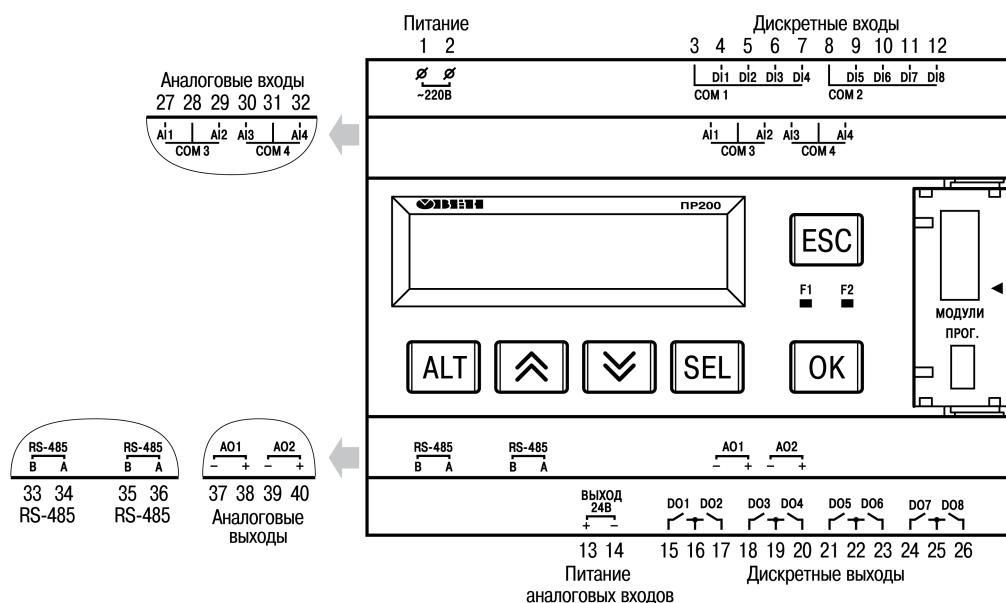 Питание
1 2
Дискретные входы
3 4 5 6 7 8 9 10 11 12
~220В
DI1 DI2 DI3 DI4 DI5 DI6 DI7 DI8
COM 1 COM 2
Аналоговые входы
27 28 29 30 31 32
AI1 AI2 AI3 AI4
COM 3 COM 4
AI1 AI2 AI3 AI4
COM 3 COM 4
ОВЕН ПР200
ESC
F1 F2
МОДУЛИ
ПРОГ.
ALT SEL OK
RS-485 RS-485
B A B A
33 34 35 36
RS-485 RS-485
AO1 AO2
– + – +
37 38 39 40
Аналоговые
выходы
RS-485 RS-485
B A B A
AO1 AO2
– + – +
ВЫХОД
24В
+ –
DO1 DO2 DO3 DO4 DO5 DO6 DO7 DO8
13 14 15 16 17 18 19 20 21 22 23 24 25 26
Питание
аналоговых входов
Дискретные выходы